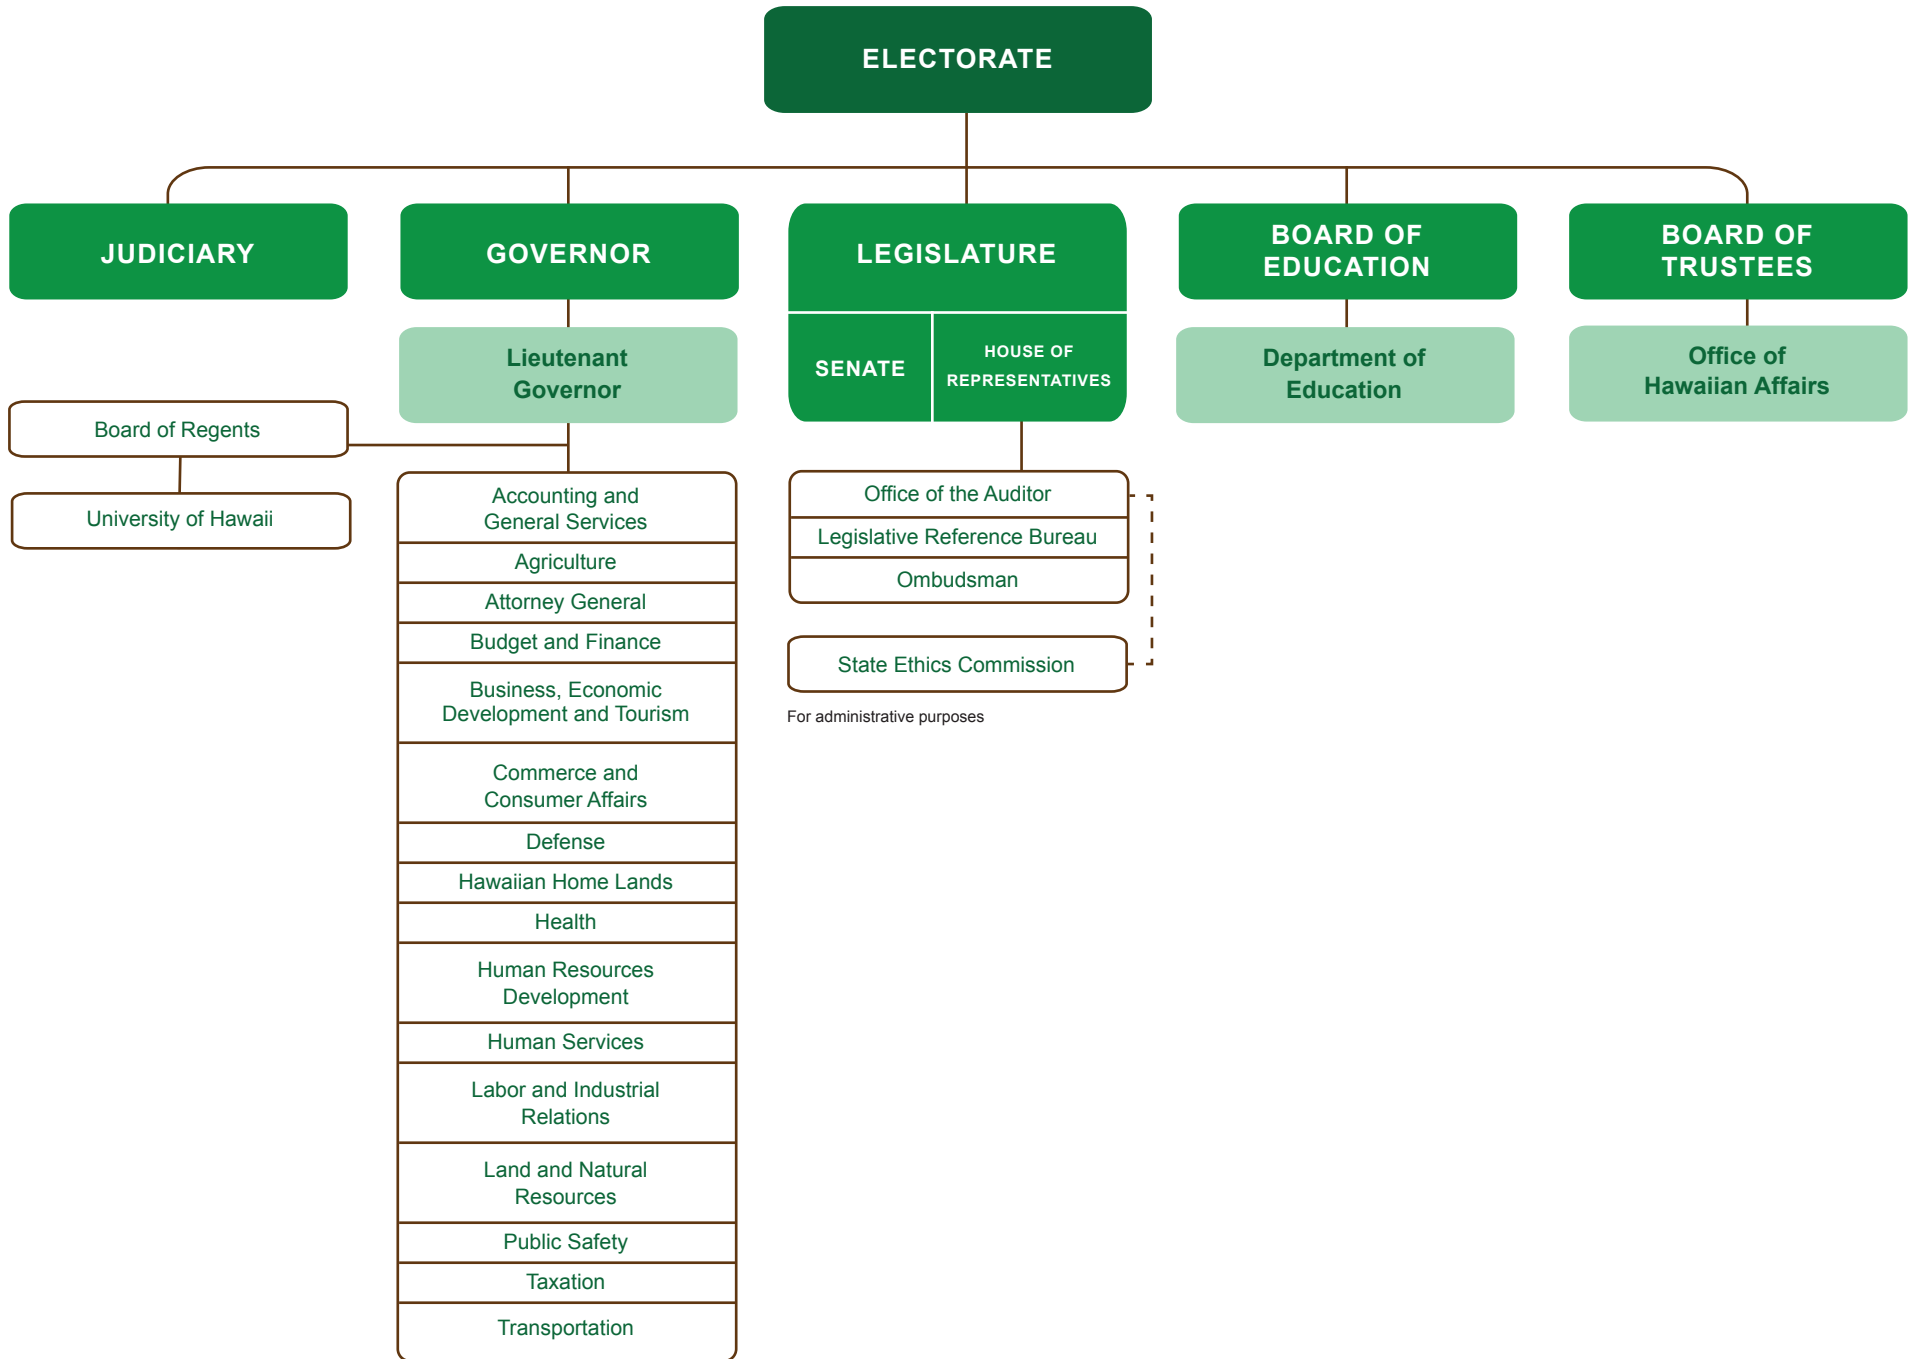 ELECTORATE
JUDICIARY
GOVERNOR
LEGISLATURE
BOARD OF
EDUCATION
BOARD OF
TRUSTEES
Lieutenant
Governor
SENATE
HOUSE OF
REPRESENTATIVES
Department of
Education
Office of
Hawaiian Affairs
Board of Regents
University of Hawaii
Accounting and
General Services
Agriculture
Attorney General
Budget and Finance
Business, Economic
Development and Tourism
Commerce and
Consumer Affairs
Defense
Hawaiian Home Lands
Health
Human Resources
Development
Human Services
Labor and Industrial
Relations
Land and Natural
Resources
Public Safety
Taxation
Transportation
Office of the Auditor
Legislative Reference Bureau
Ombudsman
State Ethics Commission
For administrative purposes